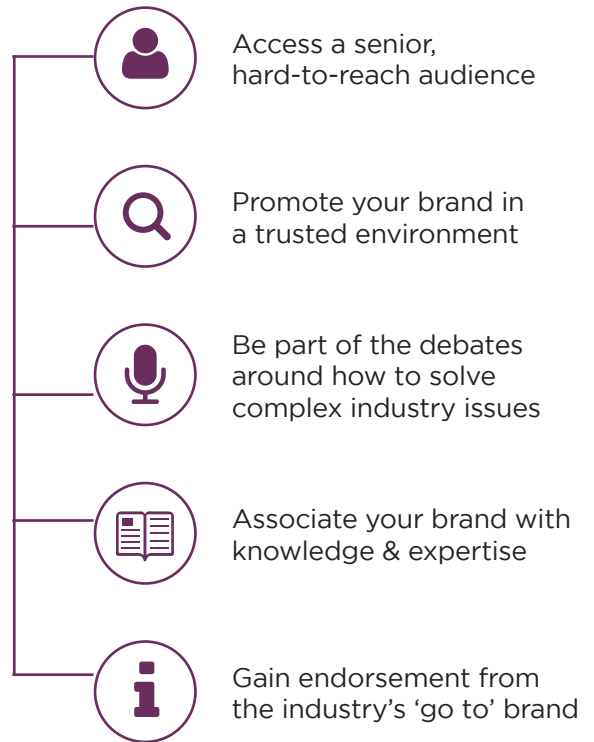 Access a senior,
hard-to-reach audience
Promote your brand in
a trusted environment
Be part of the debates
around how to solve
complex industry issues
Associate your brand with
knowledge & expertise
Gain endorsement from
the industry’s ‘go to’ brand